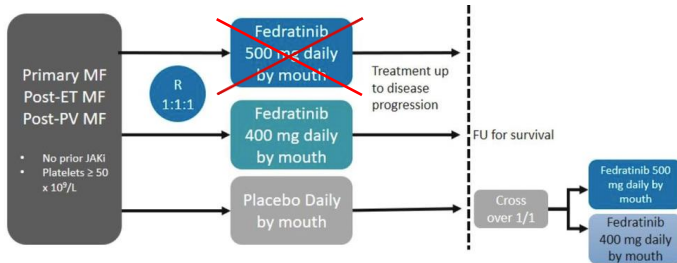 Primary MF
Post-ET MF
Post-PV MF
• No prior JAKi
• Platelets ≥ 50
x 10⁹/L
R
1:1:1
Fedratinib
500 mg daily
by mouth
Fedratinib
400 mg daily
by mouth
Placebo Daily
by mouth
Treatment up
to disease
progression
FU for survival
Cross
over 1/1
Fedratinib 500
mg daily by
mouth
Fedratinib
400 mg daily
by mouth